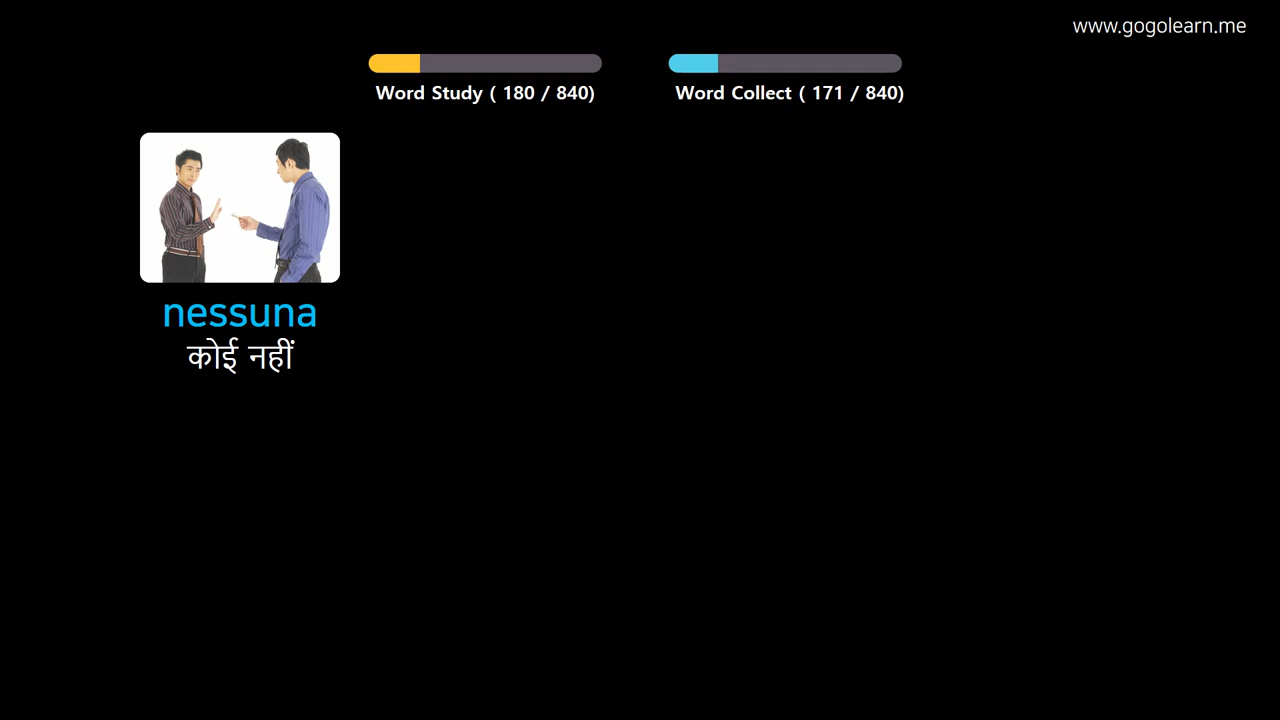 www.gogolearn.me
Word Study ( 180 / 840)
Word Collect ( 171 / 840)
nessuna
कोई नहीं